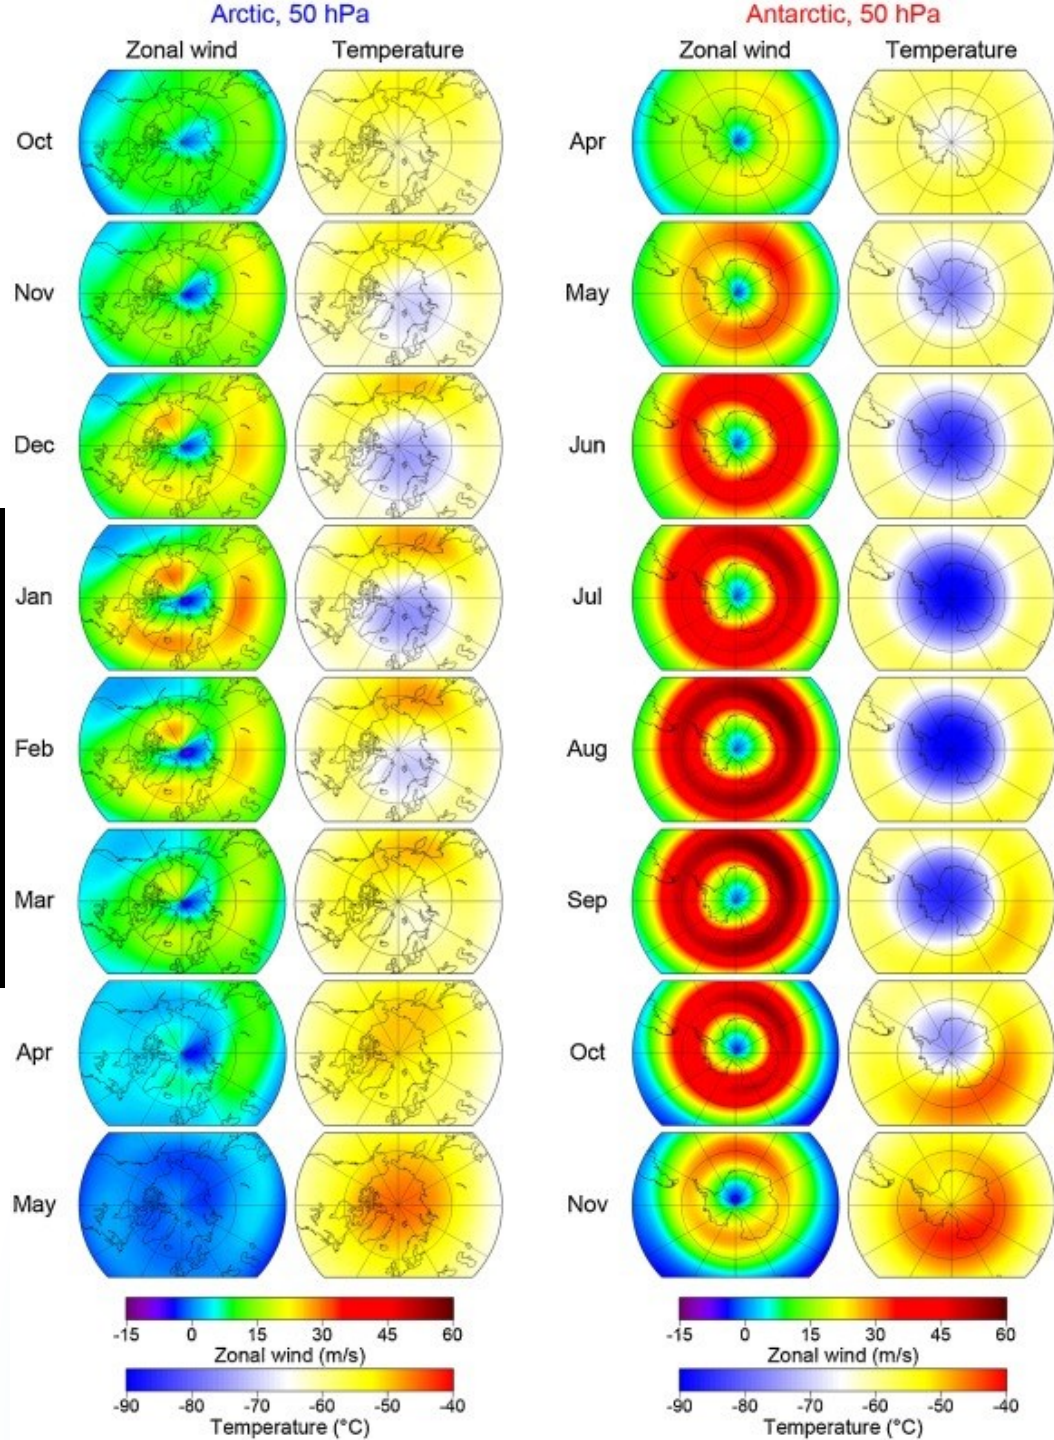 Arctic, 50 hPa
Zonal wind Temperature
Oct
Nov
Dec
Jan
Feb
Mar
Apr
May
-15 0 15 30 45 60
Zonal wind (m/s)
-90 -80 -70 -60 -50 -40
Temperature (°C)
Antarctic, 50 hPa
Zonal wind Temperature
Apr
May
Jun
Jul
Aug
Sep
Oct
Nov
-15 0 15 30 45 60
Zonal wind (m/s)
-90 -80 -70 -60 -50 -40
Temperature (°C)